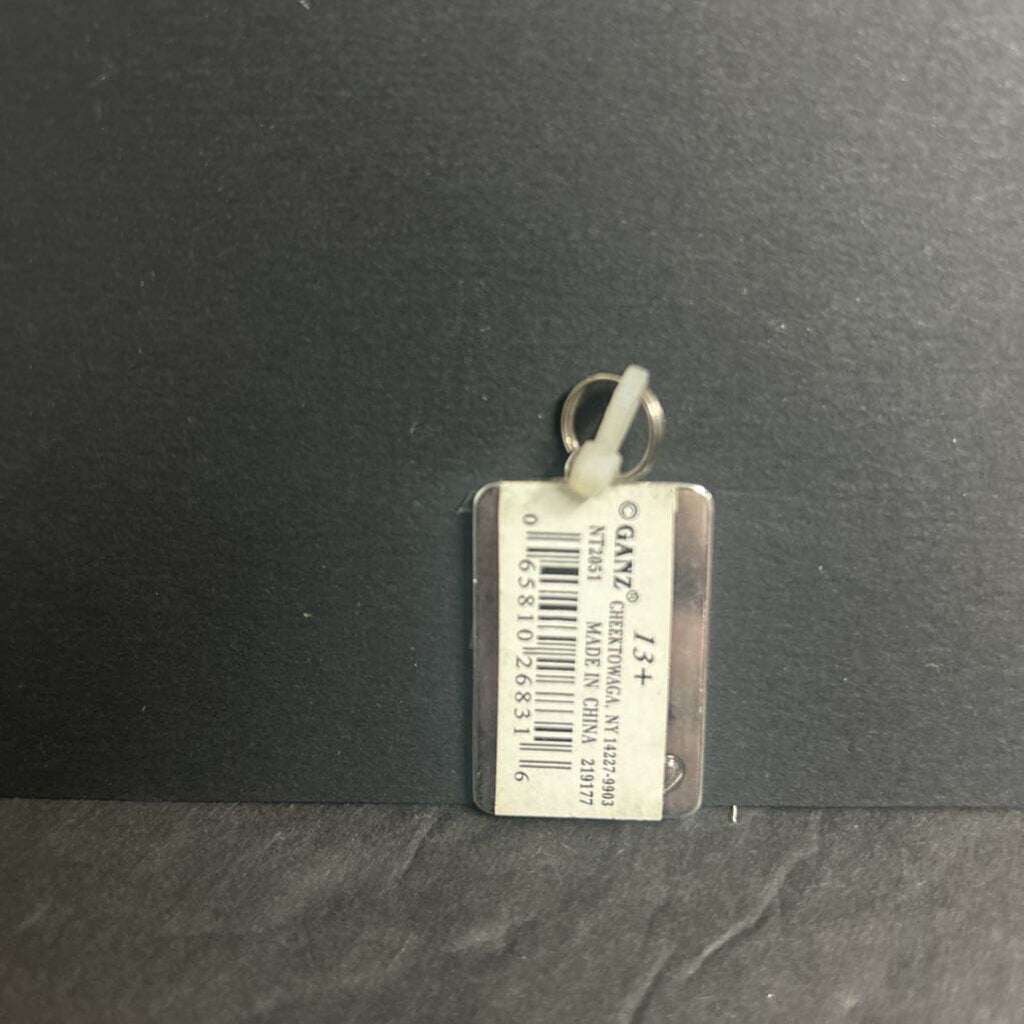 13+
©GANZ® CHEEKTOWAGA, NY 14227-9903
NT2051 MADE IN CHINA 219177
0 65810 26831 6